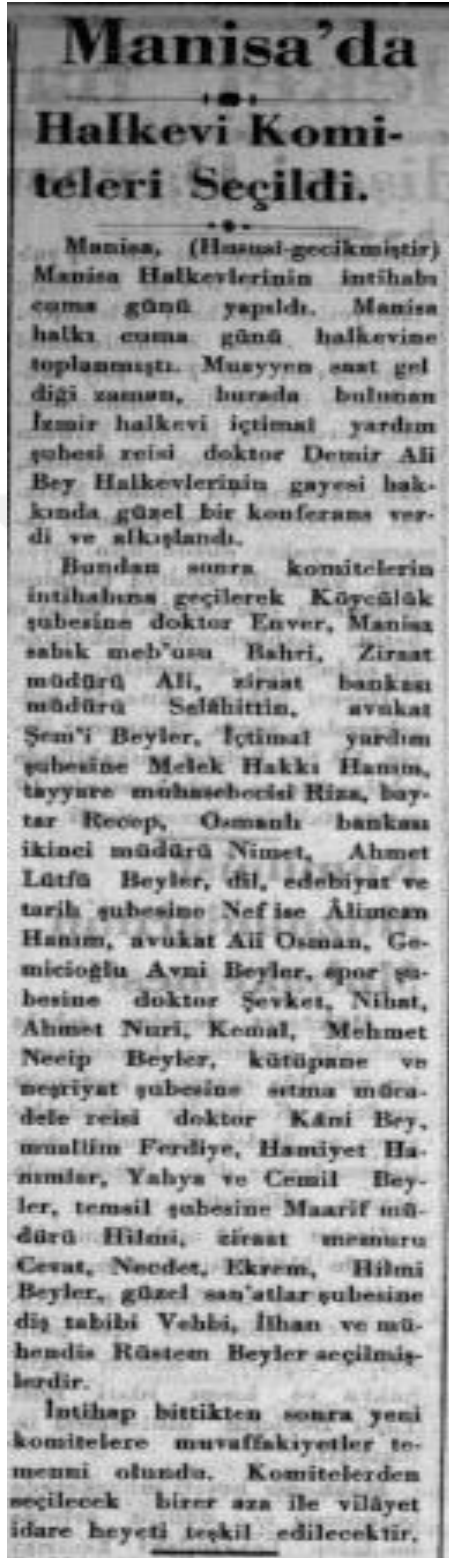 Manisa'da
Halkevi Komi-
teleri Seçildi.
Manisa, (Hususî-gecikmiştir)
Manisa Halkevlerinin intihabı
cuma günü yapıldı. Manisa
halkı cuma günü halkevine
toplanmıştı. Muayyen saat gel
diği zaman, burada bulunan
İzmir halkevi içtimaî yardım
şubesi reisi doktor Demir Ali
Bey Halkevlerinin gayesi hak-
kında güzel bir konferans ver-
di ve alkışlandı.
Bundan sonra komitelerin
intihabına geçilerek Köycülük
şubesine doktor Enver, Manisa
sabık meb'usu Bahri, Ziraat
müdürü Ali, ziraat bankası
müdürü Selâhittin, avukat
Şem'i Beyler, İçtimaî yardım
şubesine Melek Hakkı Hanım,
tayyare muhasebecisi Rıza, bay-
tar Recep, Osmanlı bankası
ikinci müdürü Nimet, Ahmet
Lûtfü Beyler, dil, edebiyat ve
tarih şubesine Nefise Âlimcan
Hanım, avukat Ali Osman, Ge-
micioğlu Avni Beyler, spor şu-
besine doktor Şevket, Nihat,
Ahmet Nuri, Kemal, Mehmet
Necip Beyler, kütüpane ve
neşriyat şubesine sıtma müca-
dele reisi doktor Kâni Bey,
muallim Ferdiye, Hamiyet Ha-
nımlar, Yahya ve Cemil Bey-
ler, temsil şubesine Maarif mü-
dürü Hilmi, ziraat memuru
Cevat, Necdet, Ekrem, Hilmi
Beyler, güzel san'atlar şubesine
diş tabibi Vehbi, İlhan ve mü-
hendis Rüstem Beyler seçilmiş-
lerdir.
İntihap bittikten sonra yeni
komitelere muvaffakiyetler te-
menni olundu. Komitelerden
seçilecek birer aza ile vilâyet
idare heyeti teşkil edilecektir.